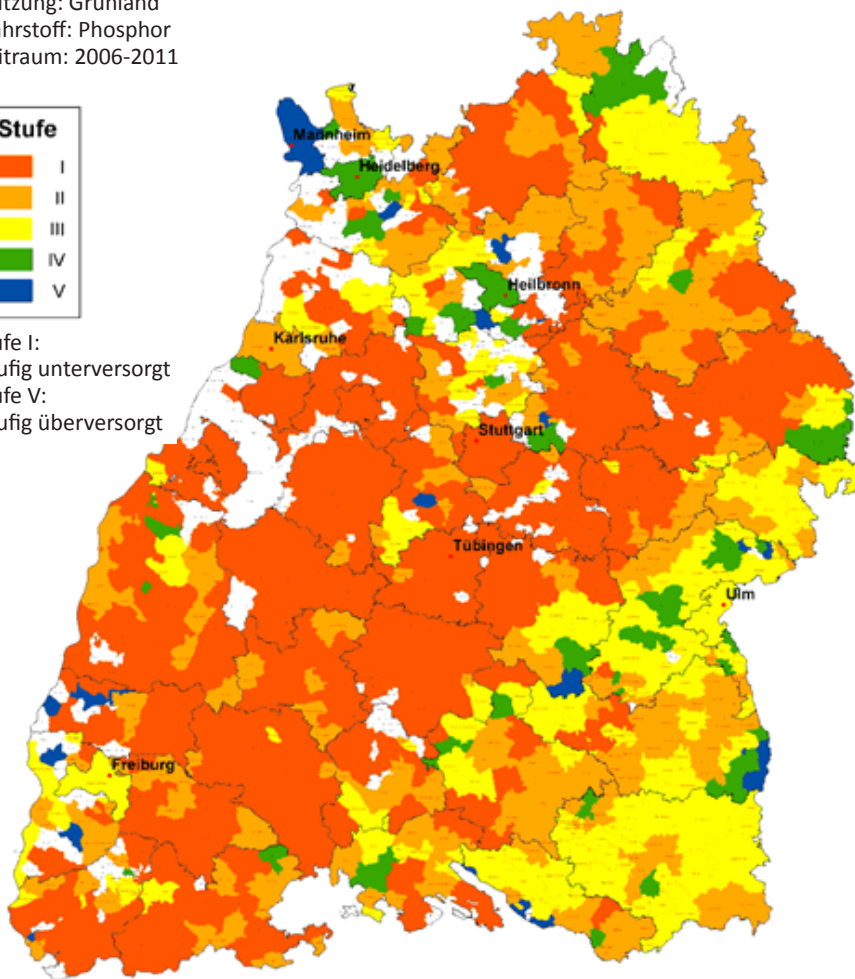 tzung: Grünland
hrstoff: Phosphor
itraum: 2006-2011
Stufe
I
II
III
IV
V
ufe I:
ufig unterversorgt
ufe V:
ufig überversorgt
Mannheim
Heidelberg
Heilbronn
Karlsruhe
Stuttgart
Tübingen
Ulm
Freiburg